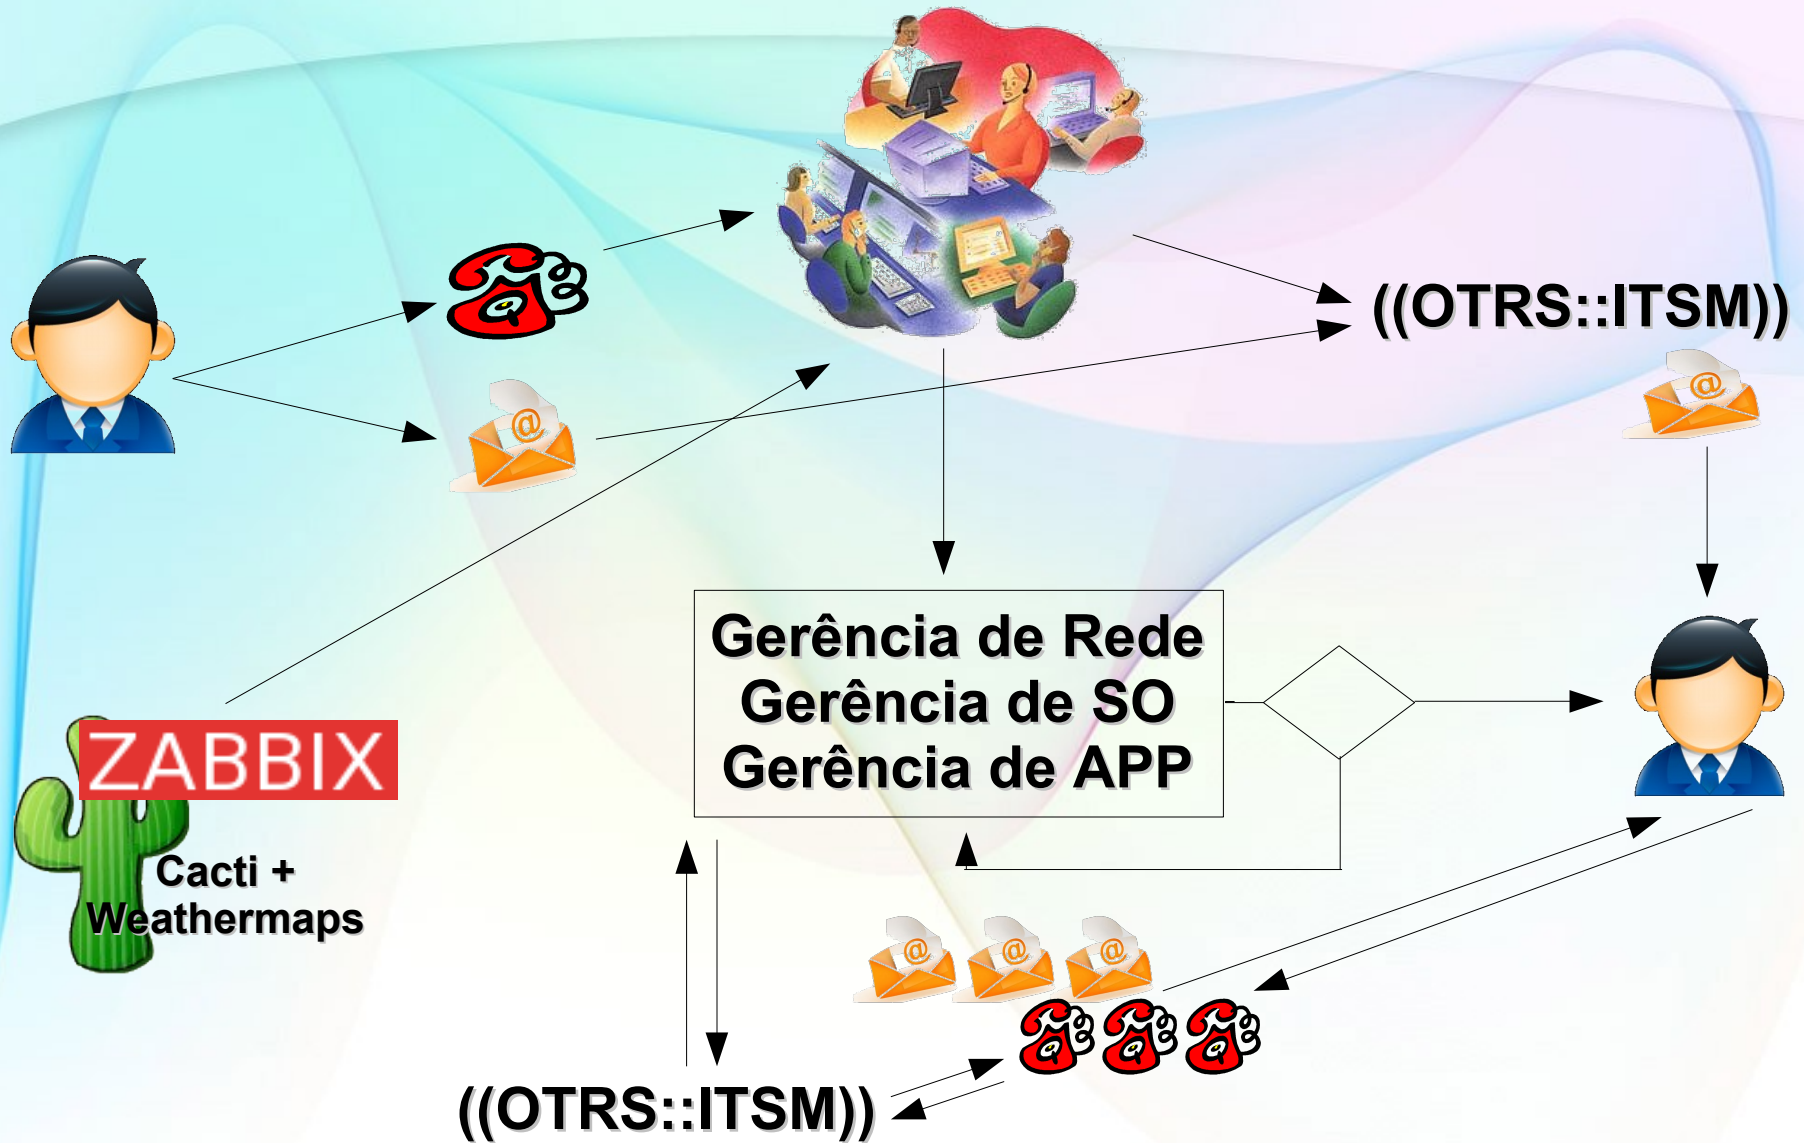 ((OTRS::ITSM))
@
@
Gerência de Rede
Gerência de SO
Gerência de APP
ZABBIX
Cacti +
Weathermaps
@ @ @
((OTRS::ITSM))